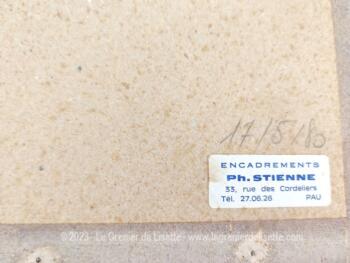 17/5/80
ENCADREMENTS
Ph. STIENNE
33, rue des Cordeliers
Tél. 27.06.26 PAU
© 2023 - Le Grenier de Lisette - www.legrenierdelisette.com